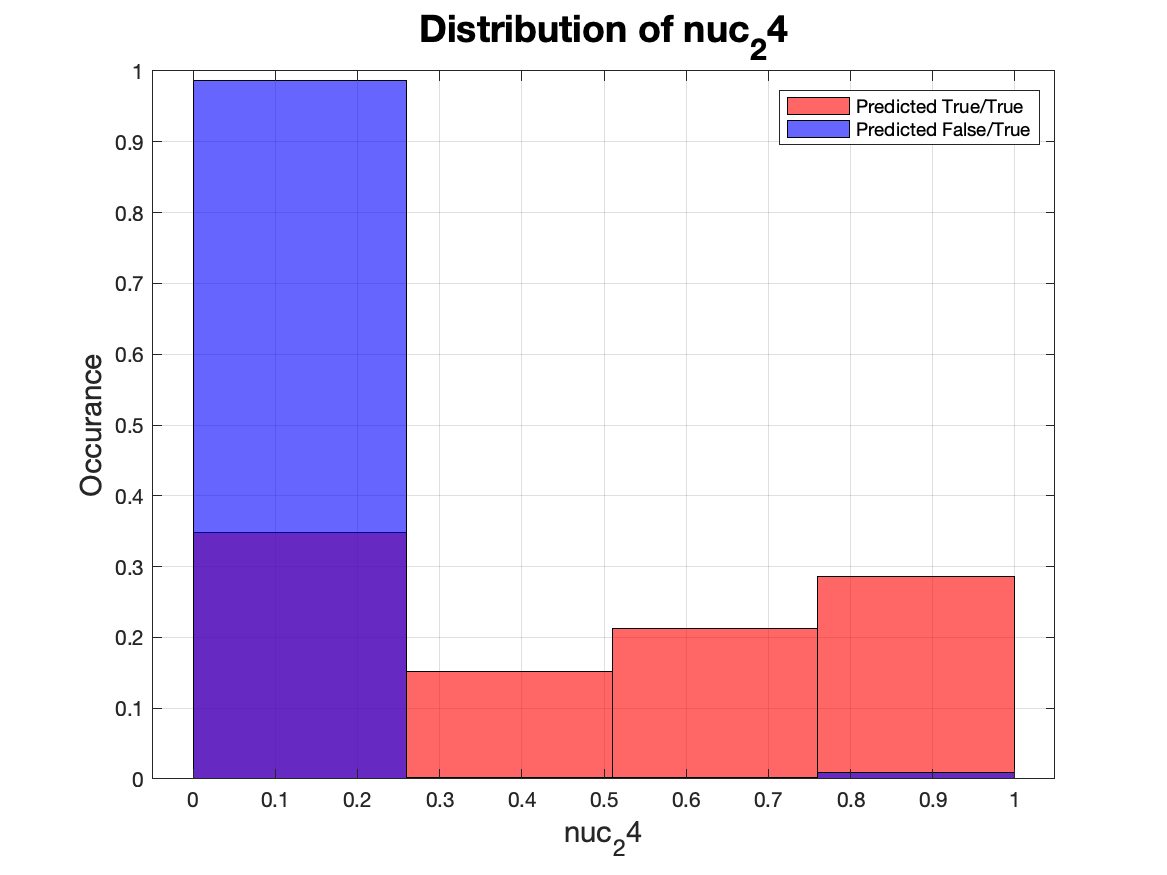 Distribution of nuc₂4
Predicted True/True
Predicted False/True
Occurance
1
0.9
0.8
0.7
0.6
0.5
0.4
0.3
0.2
0.1
0
0 0.1 0.2 0.3 0.4 0.5 0.6 0.7 0.8 0.9 1
nuc₂4